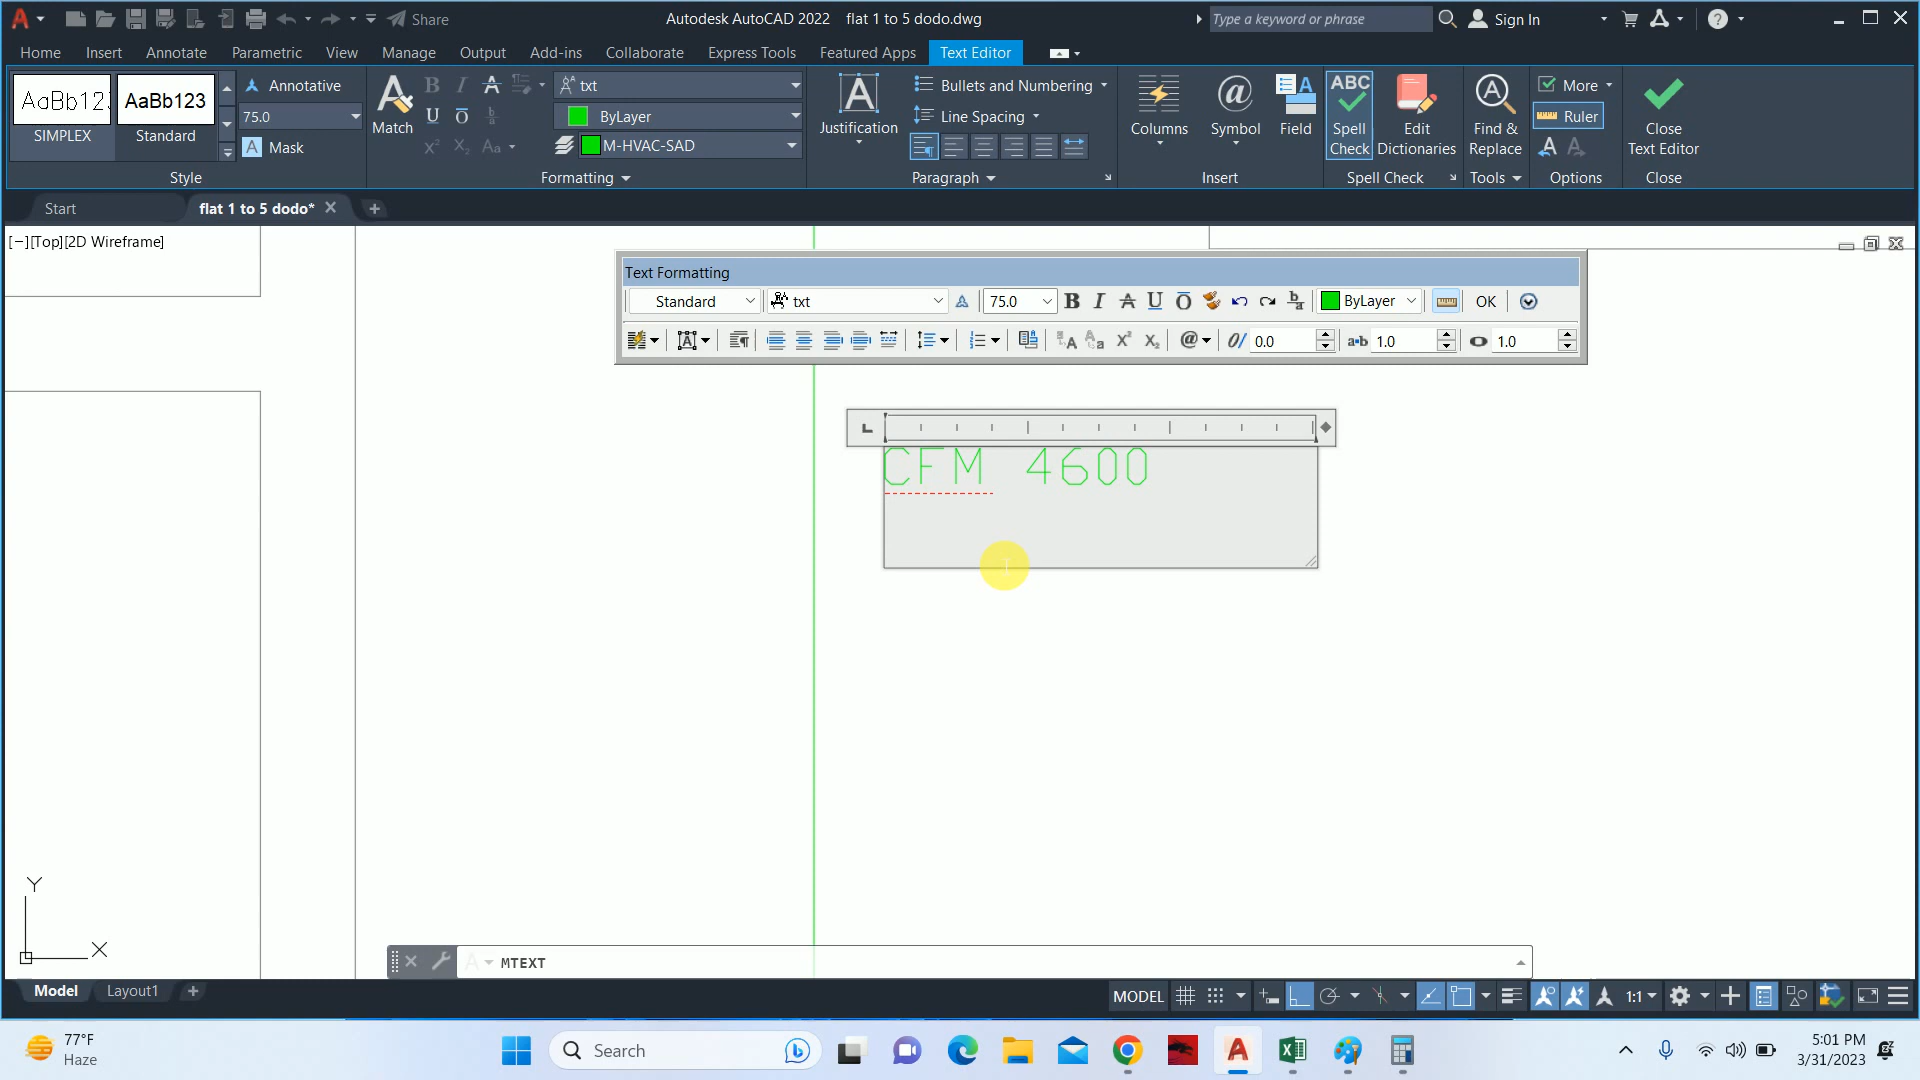 Share
Autodesk AutoCAD 2022 flat 1 to 5 dodo.dwg
Type a keyword or phrase
Sign In
Home Insert Annotate Parametric View Manage Output Add-ins Collaborate Express Tools Featured Apps Text Editor
AaBb123 AaBb123
SIMPLEX Standard
Annotative
75.0
Mask
Style
Match
txt
ByLayer
M-HVAC-SAD
Formatting
Justification
Bullets and Numbering
Line Spacing
Paragraph
Columns Symbol Field
Insert
ABC
Spell Check
Edit Dictionaries
Spell Check
Find & Replace
Tools
More
Ruler
Options
Close Text Editor
Close
Start flat 1 to 5 dodo*
[−][Top][2D Wireframe]
Text Formatting
Standard txt 75.0 ByLayer OK
0.0 1.0 1.0
CFM 4600
Y
X
MTEXT
Model Layout1
MODEL 1:1
77°F
Haze
Search
5:01 PM
3/31/2023